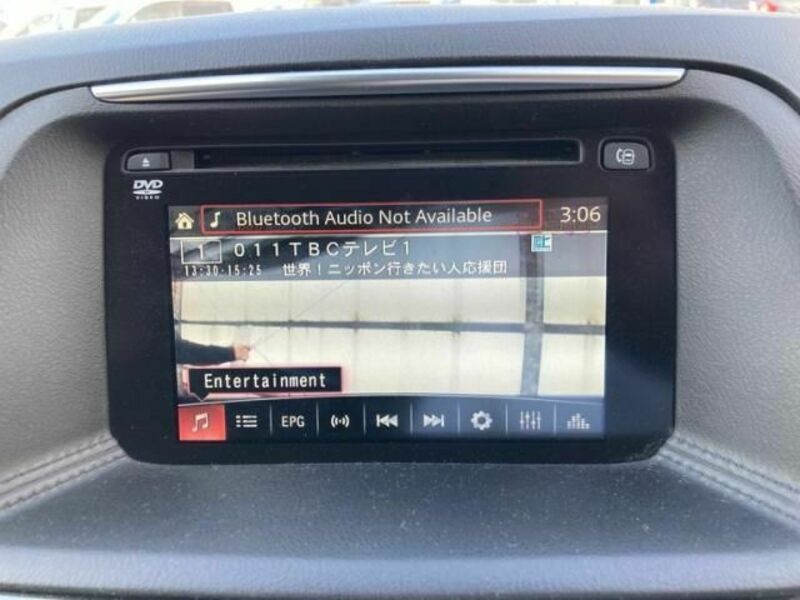 DVD
VIDEO
Bluetooth Audio Not Available
3:06
1
011TBCテレビ1
13:30-15:25
世界!ニッポン行きたい人応援団
Entertainment
EPG